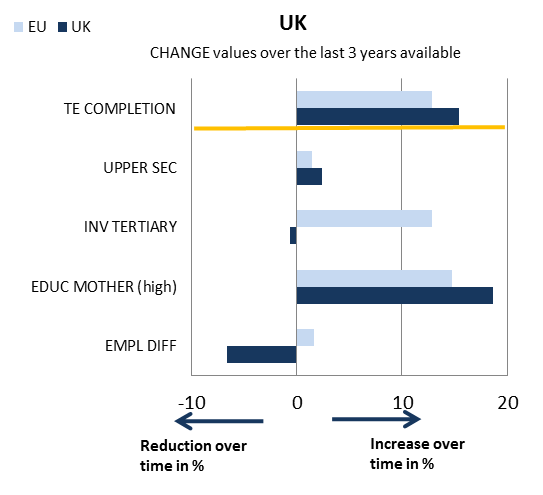 UK
EU UK
CHANGE values over the last 3 years available
TE COMPLETION
UPPER SEC
INV TERTIARY
EDUC MOTHER (high)
EMPL DIFF
-10 0 10 20
Reduction over
time in %
Increase over
time in %